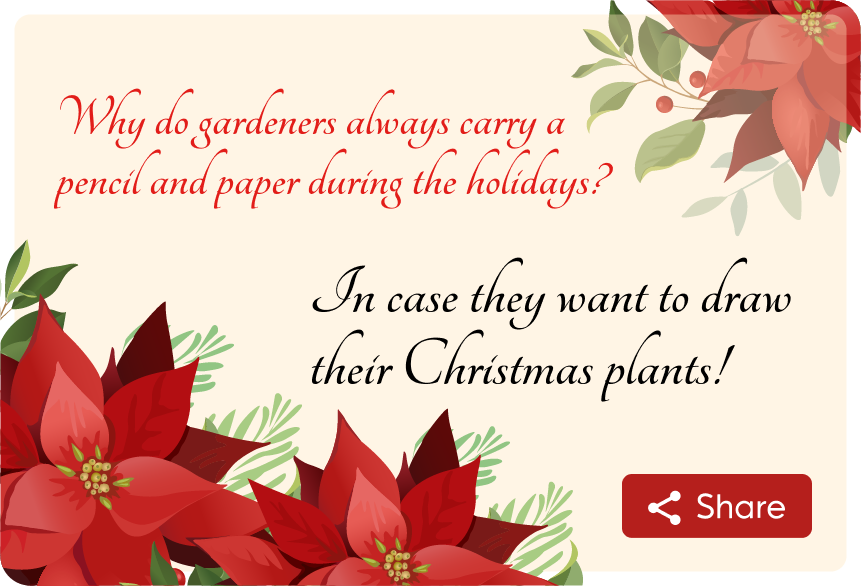 Why do gardeners always carry a
pencil and paper during the holidays?
In case they want to draw
their Christmas plants!
Share